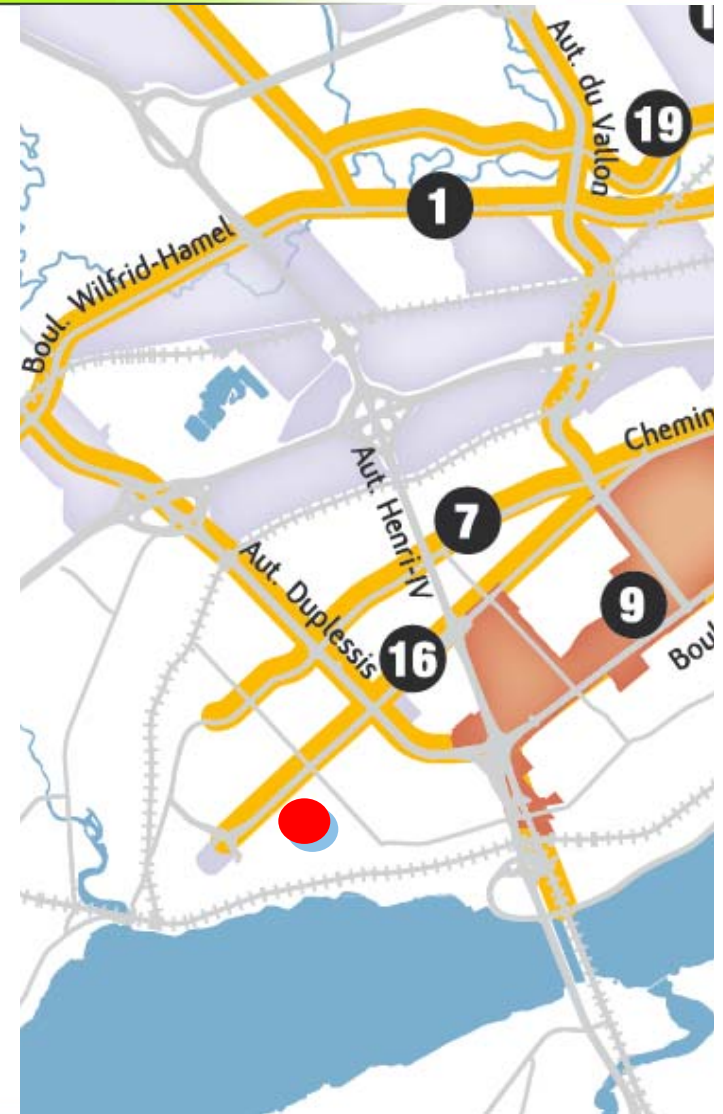 Aut. du Vallon
19
1
Boul. Wilfrid-Hamel
Chemin
Aut. Henri-IV
7
Aut. Duplessis
9
16
Boul